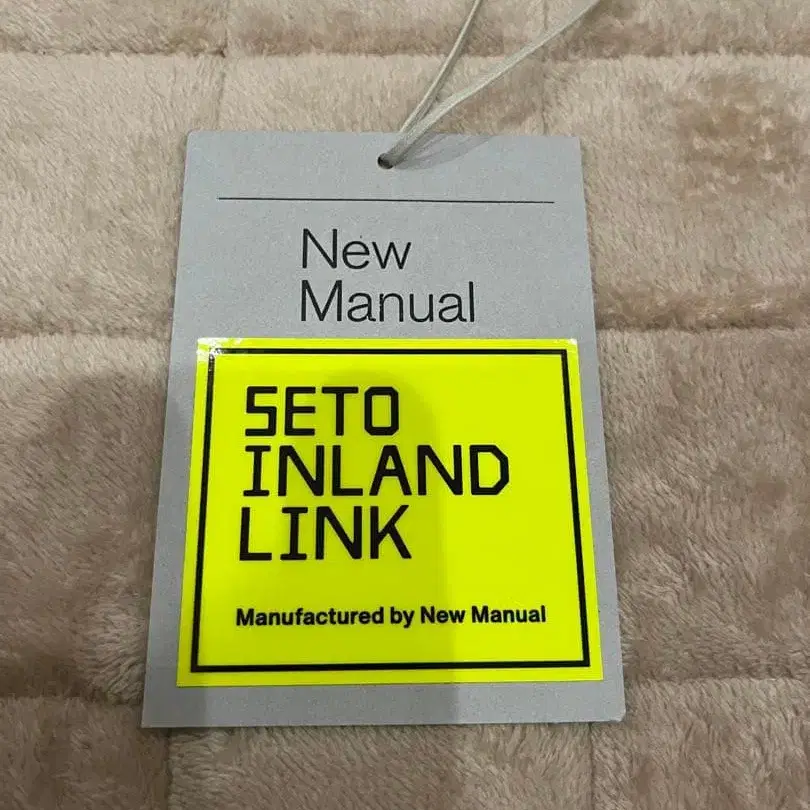 New
Manual
SETO
INLAND
LINK
Manufactured by New Manual